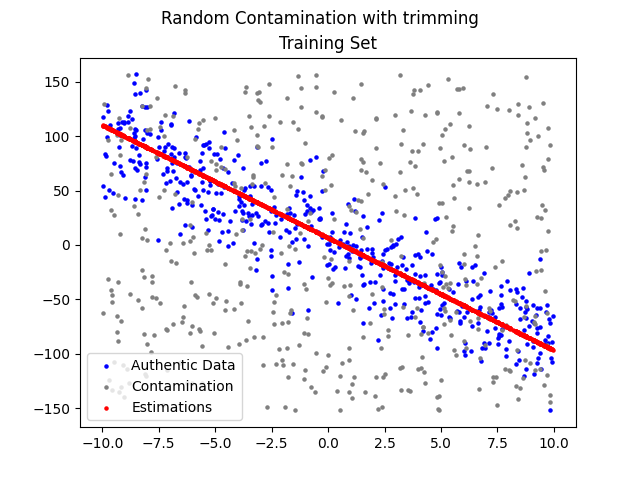 Random Contamination with trimming
Training Set
150
100
50
0
−50
−100
−150
Authentic Data
Contamination
Estimations
−10.0 −7.5 −5.0 −2.5 0.0 2.5 5.0 7.5 10.0